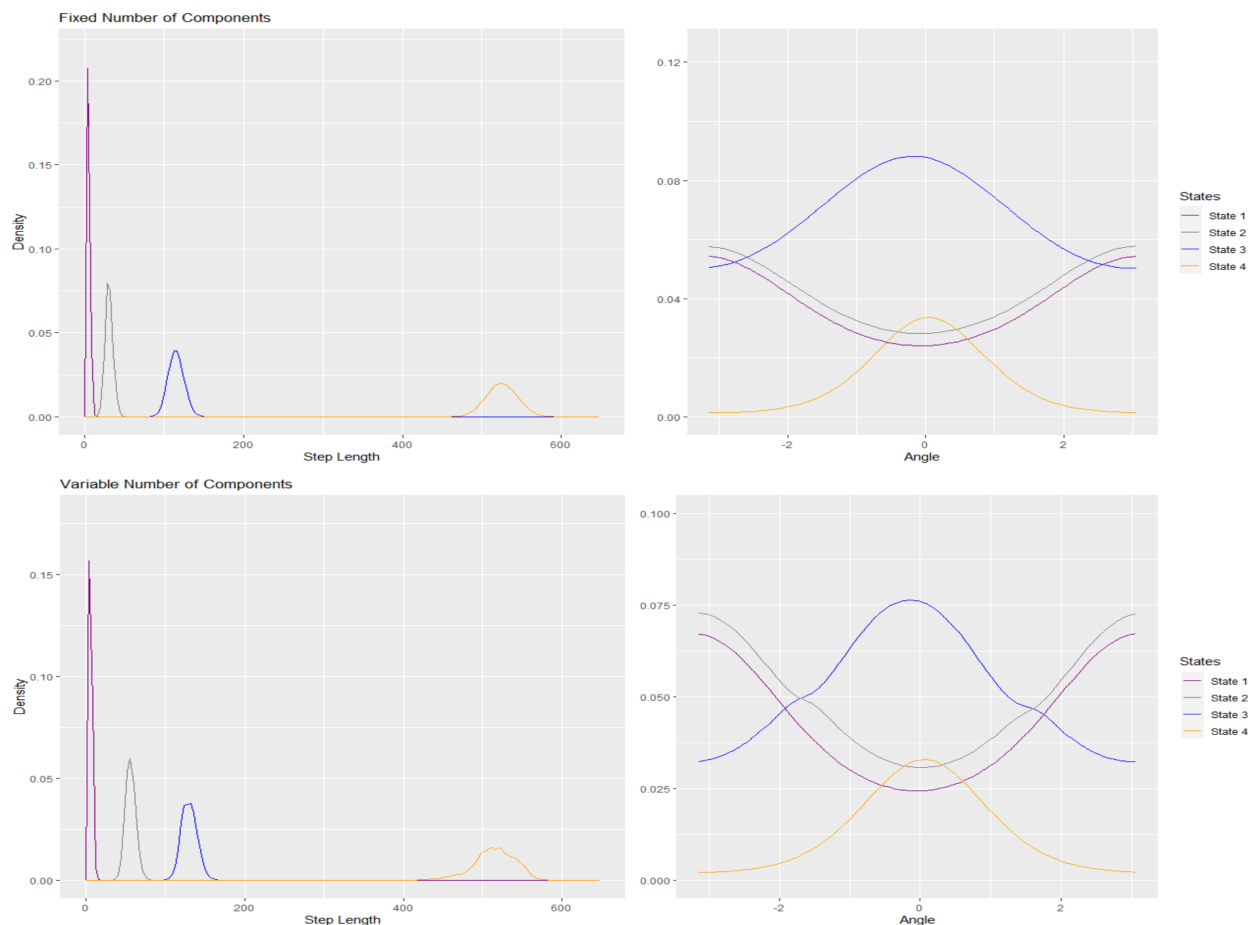 Fixed Number of Components
0.20
0.15
0.10
0.05
0.00
Density
0
200
400
600
Step Length
0.12
0.08
0.04
0.00
-2
0
2
Angle
States
State 1
State 2
State 3
State 4
Variable Number of Components
0.15
0.10
0.05
0.00
Density
0
200
400
600
Step Length
0.100
0.075
0.050
0.025
0.000
-2
0
2
Angle
States
State 1
State 2
State 3
State 4